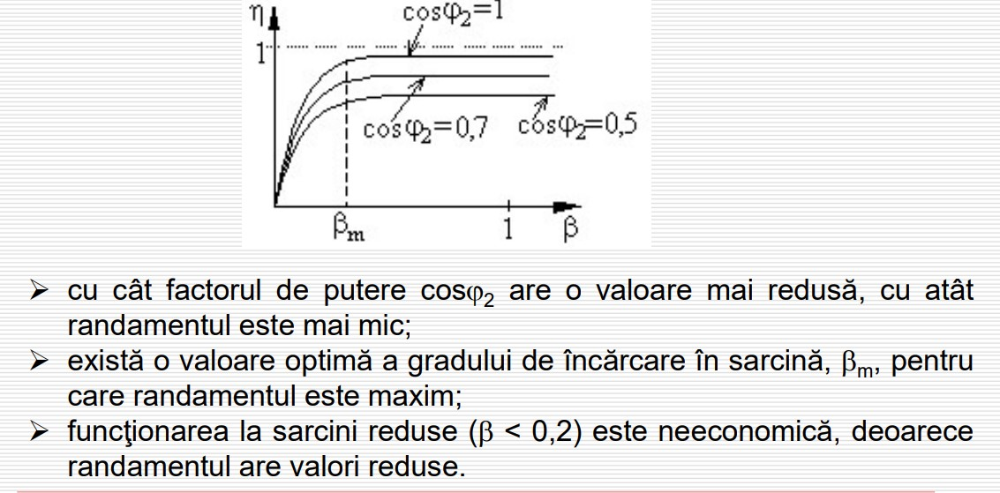 η
cosφ₂=1
1
cosφ₂=0,7 cosφ₂=0,5
βm 1 β
➢ cu cât factorul de putere cosφ₂ are o valoare mai redusă, cu atât
randamentul este mai mic;
➢ există o valoare optimă a gradului de încărcare în sarcină, βm, pentru
care randamentul este maxim;
➢ funcţionarea la sarcini reduse (β < 0,2) este neeconomică, deoarece
randamentul are valori reduse.